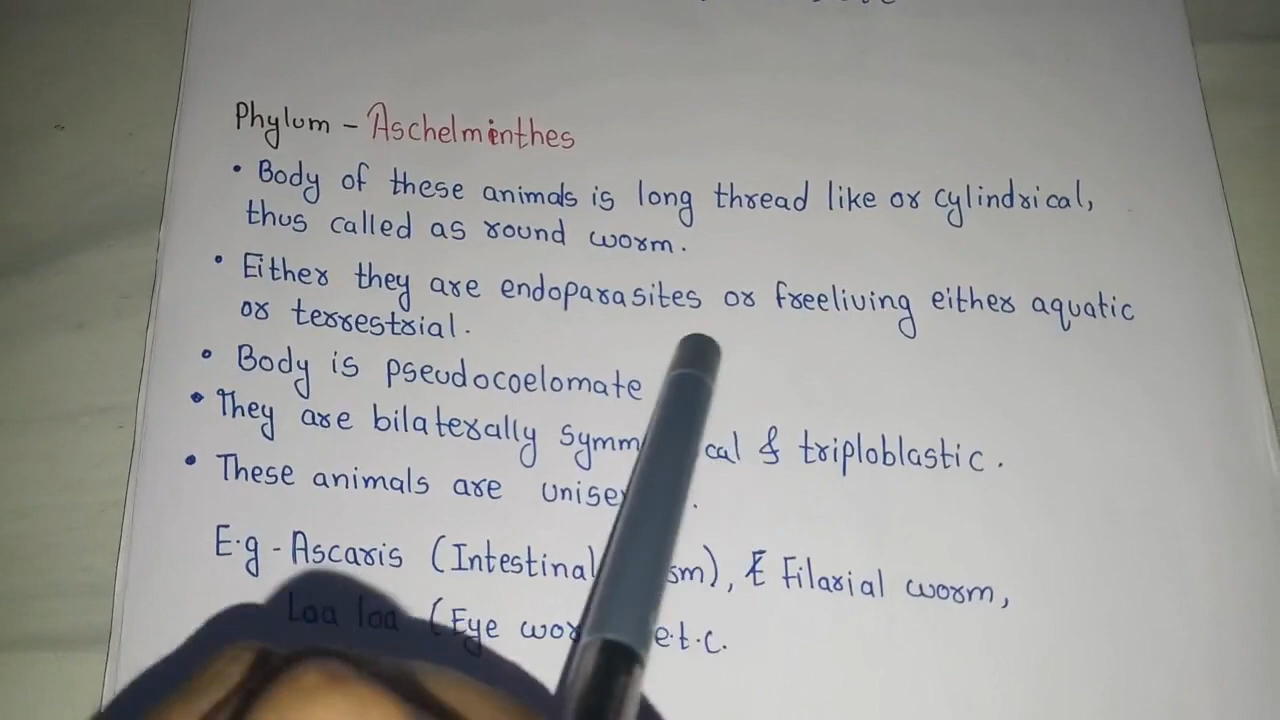 Phylum - Aschelminthes
• Body of these animals is long thread like or cylindrical,
thus called as round worm.
• Either they are endoparasites or freeliving either aquatic
or terrestrial.
• Body is pseudocoelomate
• They are bilaterally symm cal & triploblastic.
• These animals are unise .
E.g - Ascaris (Intestinal sm), Filarial worm,
Loa loa (Eye wor e.t.c.